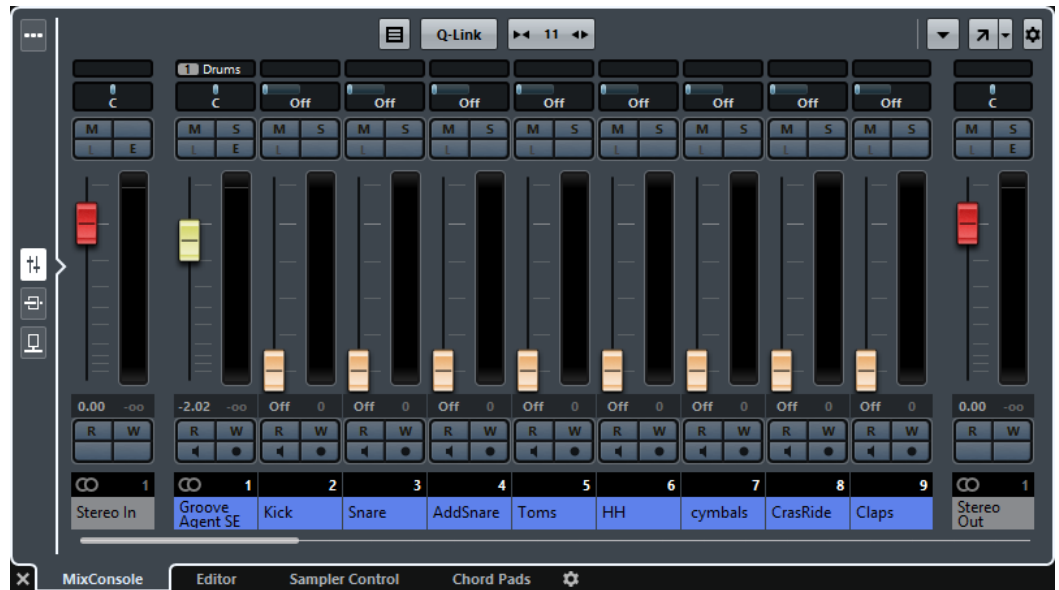 Q-Link 11
1 Drums
C C Off Off Off Off Off Off Off Off C
M M S M S M S M S M S M S M S M S M S M S
L E L E L L L L L L L L L E
0.00 -oo -2.02 -oo Off 0 Off 0 Off 0 Off 0 Off 0 Off 0 Off 0 Off 0 0.00 -oo
R W R W R W R W R W R W R W R W R W R W R W
1 1 2 3 4 5 6 7 8 9 1
Stereo In Groove Kick Snare AddSnare Toms HH cymbals CrasRide Claps Stereo
Agent SE Out
MixConsole Editor Sampler Control Chord Pads